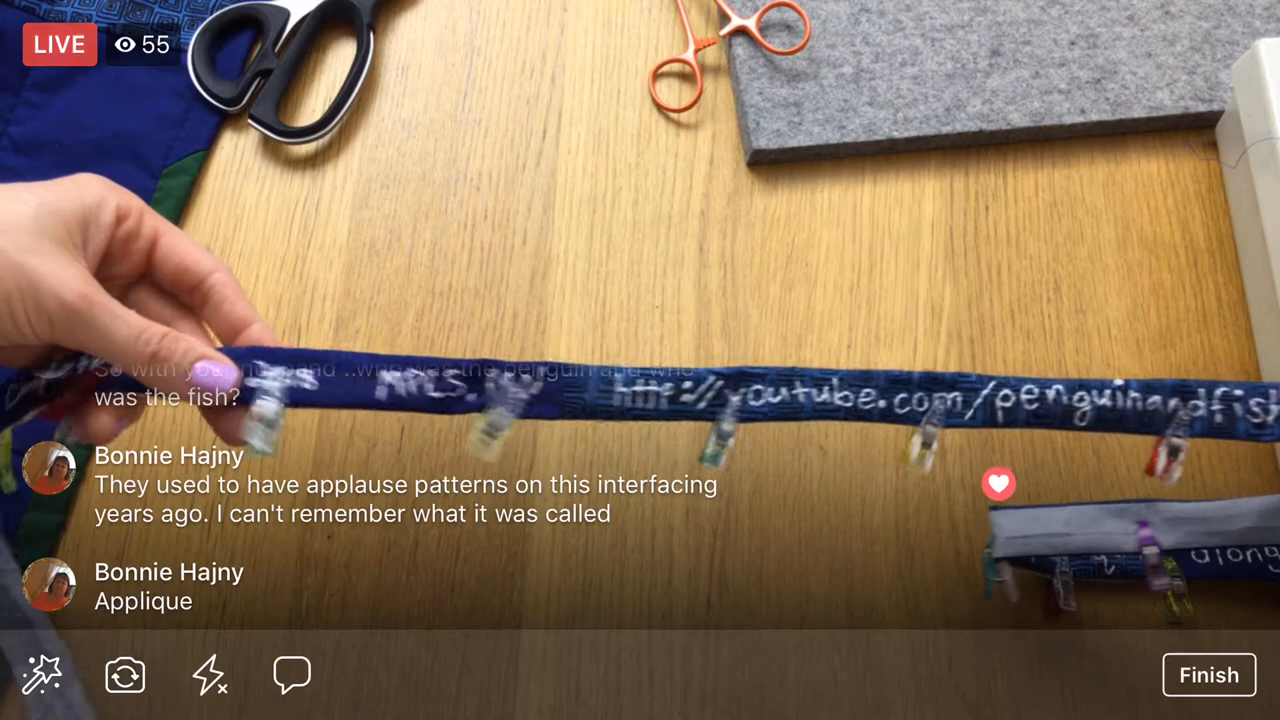 LIVE 55
http://youtube.com/penguinandfish
So with you husband ..who was the penguin and who
was the fish?
Bonnie Hajny
They used to have applause patterns on this interfacing
years ago. I can't remember what it was called
along
Bonnie Hajny
Applique
Finish